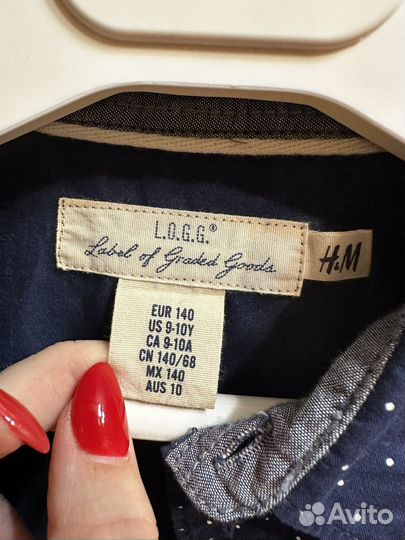 L.O.G.G.®
Label of Graded Goods
H&M
EUR 140
US 9-10Y
CA 9-10A
CN 140/68
MX 140
AUS 10
Avito